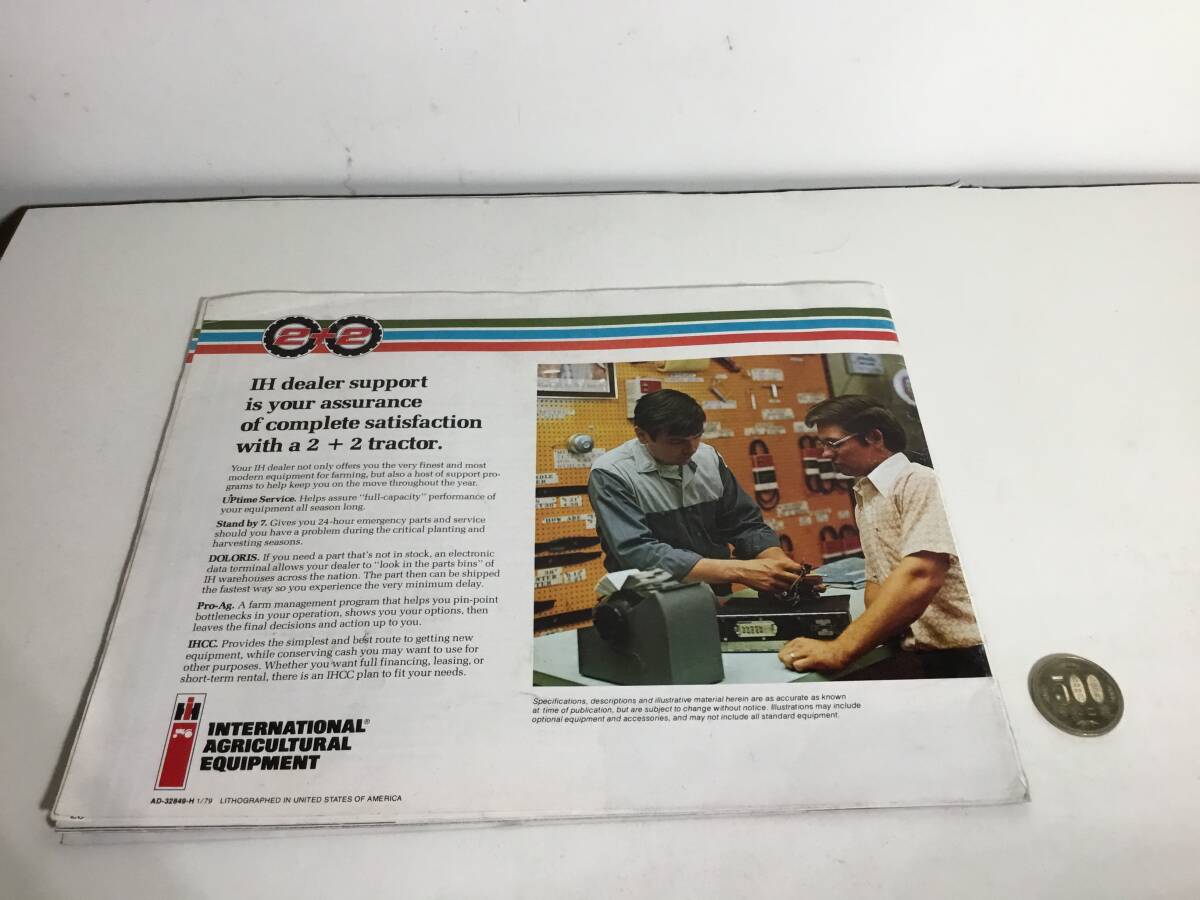 2+2
IH dealer support
is your assurance
of complete satisfaction
with a 2 + 2 tractor.
Your IH dealer not only offers you the very finest and most
modern equipment for farming, but also a host of support pro-
grams to help keep you on the move throughout the year.
UPtime Service. Helps assure "full-capacity" performance of
your equipment all season long.
Stand by 7. Gives you 24-hour emergency parts and service
should you have a problem during the critical planting and
harvesting seasons.
DOLORIS. If you need a part that's not in stock, an electronic
data terminal allows your dealer to "look in the parts bins" of
IH warehouses across the nation. The part then can be shipped
the fastest way so you experience the very minimum delay.
Pro-Ag. A farm management program that helps you pin-point
bottlenecks in your operation, shows you your options, then
leaves the final decisions and action up to you.
IHCC. Provides the simplest and best route to getting new
equipment, while conserving cash you may want to use for
other purposes. Whether you want full financing, leasing, or
short-term rental, there is an IHCC plan to fit your needs.
Specifications, descriptions and illustrative material herein are as accurate as known
at time of publication, but are subject to change without notice. Illustrations may include
optional equipment and accessories, and may not include all standard equipment.
IH
INTERNATIONAL®
AGRICULTURAL
EQUIPMENT
AD-32849-H 1/79 LITHOGRAPHED IN UNITED STATES OF AMERICA
500